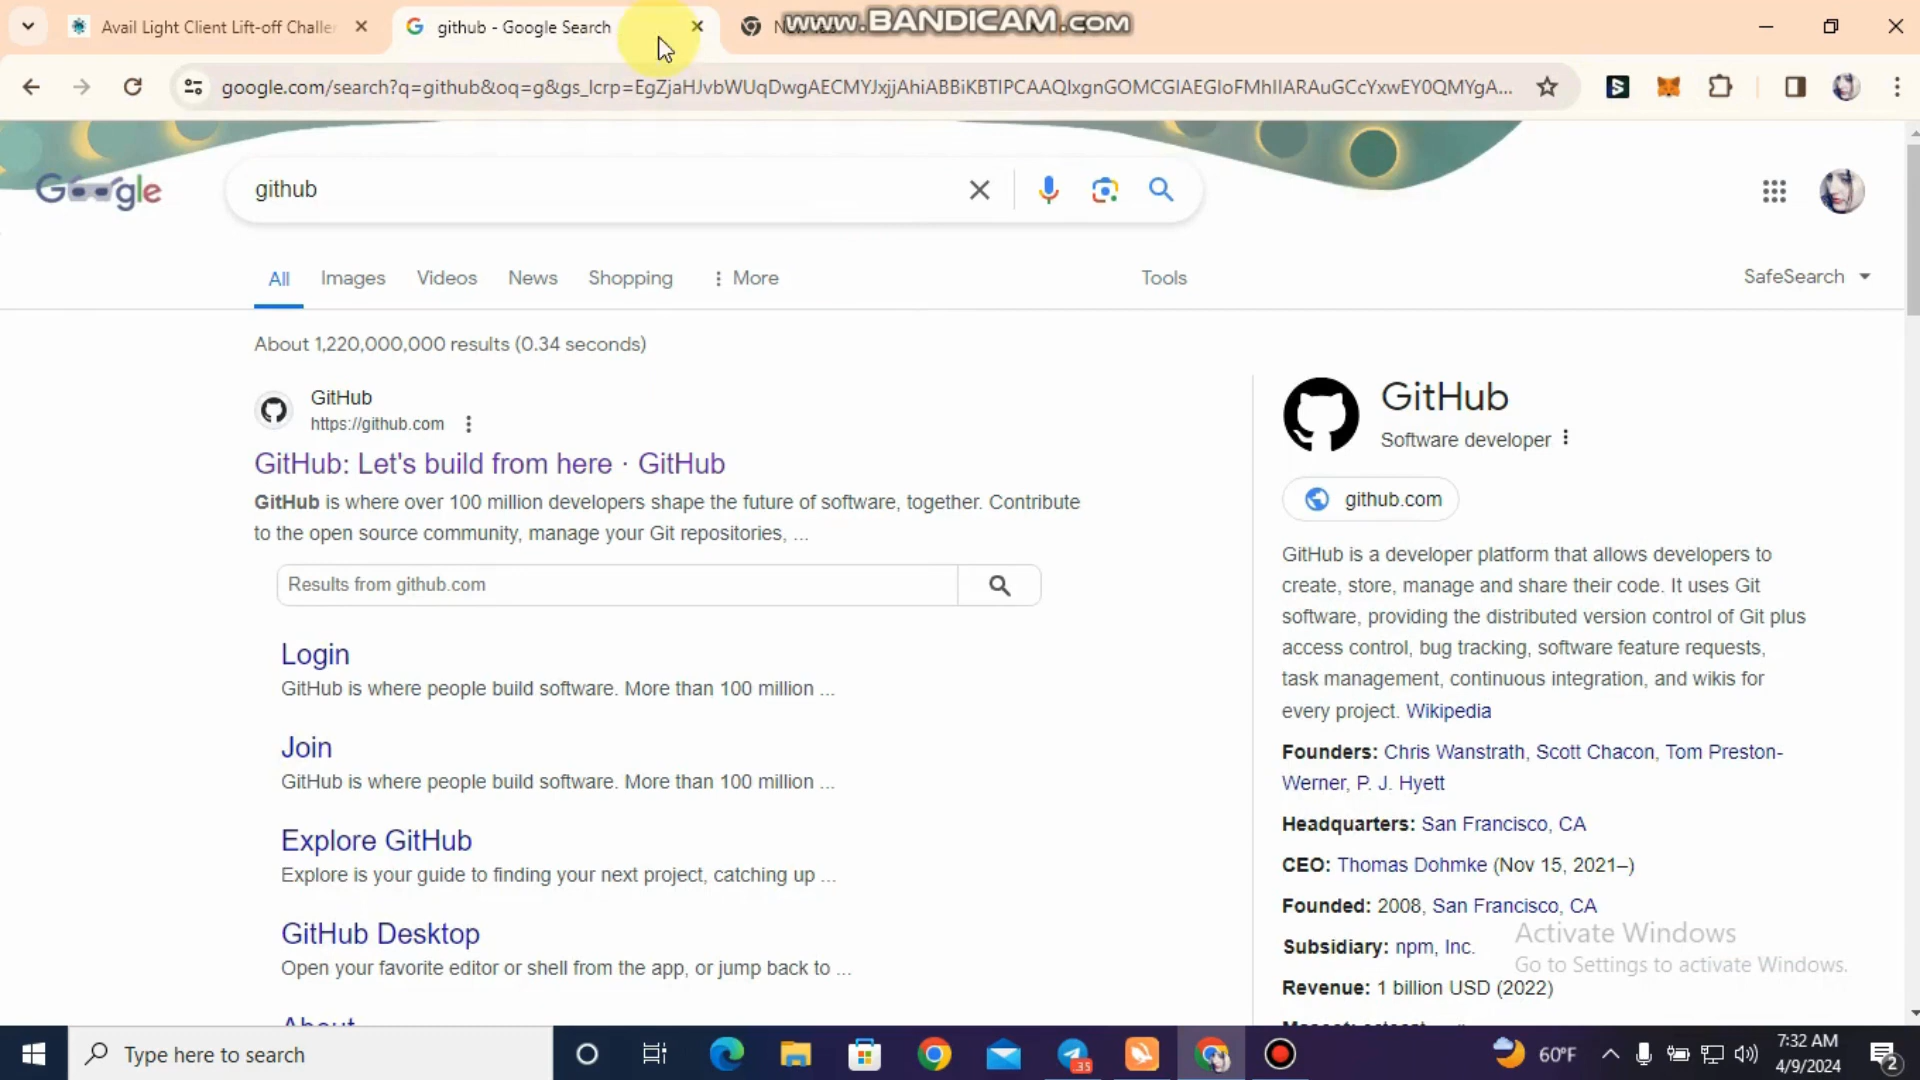 Avail Light Client Lift-off Challe
github - Google Search
www.BANDICAM.com
google.com/search?q=github&oq=g&gs_lcrp=EgZjaHJvbWUqDwgAECMYJxjjAhiABBiKBTIPCAAQIxgnGOMCGIAEGIoFMhIIARAuGCcYxwEY0QMYgA...
Google
github
All
Images
Videos
News
Shopping
More
Tools
SafeSearch
About 1,220,000,000 results (0.34 seconds)
GitHub
https://github.com
GitHub: Let's build from here · GitHub
GitHub is where over 100 million developers shape the future of software, together. Contribute
to the open source community, manage your Git repositories, ...
Results from github.com
Login
GitHub is where people build software. More than 100 million ...
Join
GitHub is where people build software. More than 100 million ...
Explore GitHub
Explore is your guide to finding your next project, catching up ...
GitHub Desktop
Open your favorite editor or shell from the app, or jump back to ...
About
GitHub
Software developer
github.com
GitHub is a developer platform that allows developers to
create, store, manage and share their code. It uses Git
software, providing the distributed version control of Git plus
access control, bug tracking, software feature requests,
task management, continuous integration, and wikis for
every project. Wikipedia
Founders: Chris Wanstrath, Scott Chacon, Tom Preston-
Werner, P. J. Hyett
Headquarters: San Francisco, CA
CEO: Thomas Dohmke (Nov 15, 2021–)
Founded: 2008, San Francisco, CA
Subsidiary: npm, Inc.
Revenue: 1 billion USD (2022)
Activate Windows
Go to Settings to activate Windows.
Type here to search
35
60°F
7:32 AM
4/9/2024
2